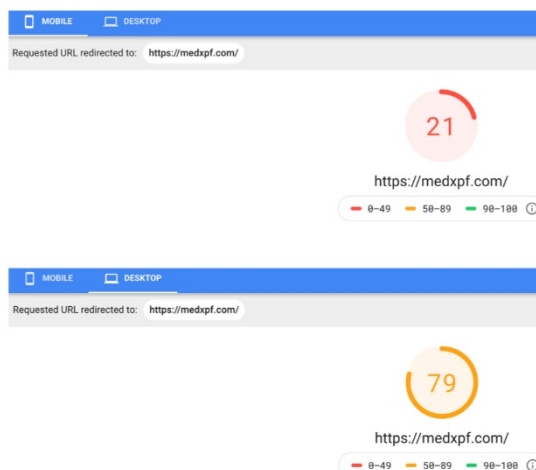 MOBILE DESKTOP
Requested URL redirected to: https://medxpf.com/
21
https://medxpf.com/
0–49 50–89 90–100
MOBILE DESKTOP
Requested URL redirected to: https://medxpf.com/
79
https://medxpf.com/
0–49 50–89 90–100